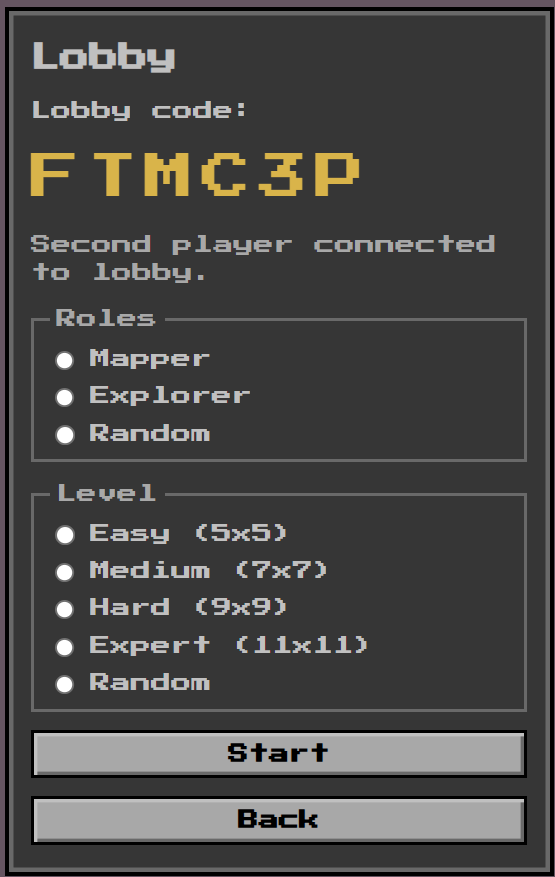 Lobby
Lobby code:
FTMC3P
Second player connected
to lobby.
Roles
Mapper
Explorer
Random
Level
Easy (5x5)
Medium (7x7)
Hard (9x9)
Expert (11x11)
Random
Start
Back